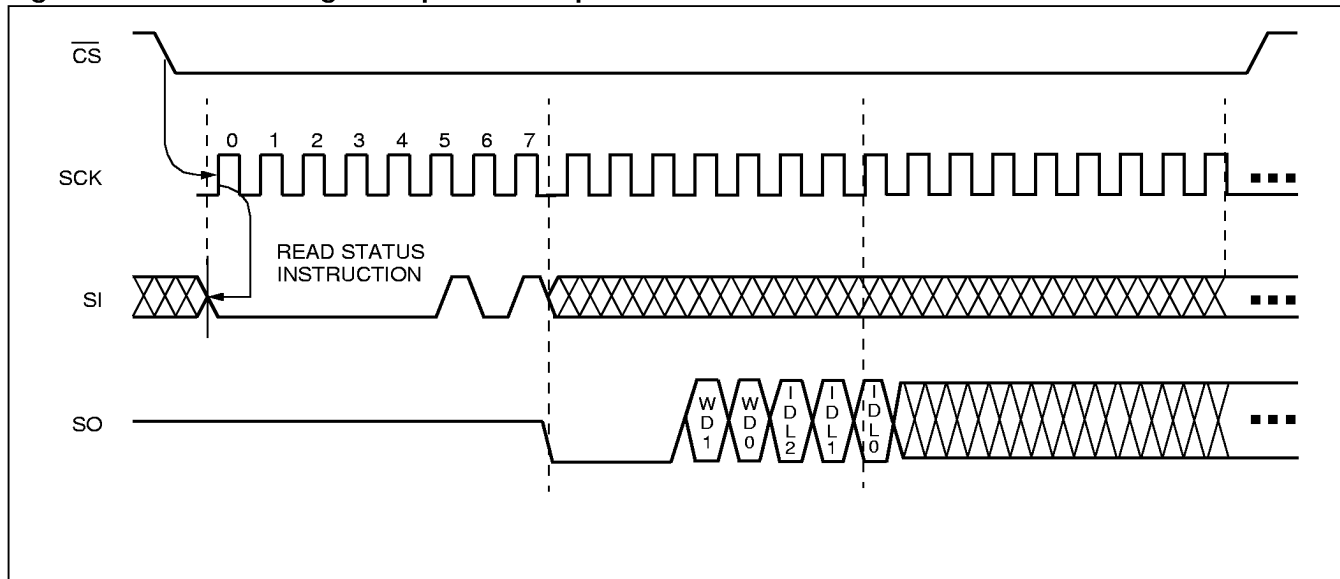 CS
0 1 2 3 4 5 6 7
SCK
READ STATUS
INSTRUCTION
SI
SO
WD1
WD0
IDL2
IDL1
IDL0